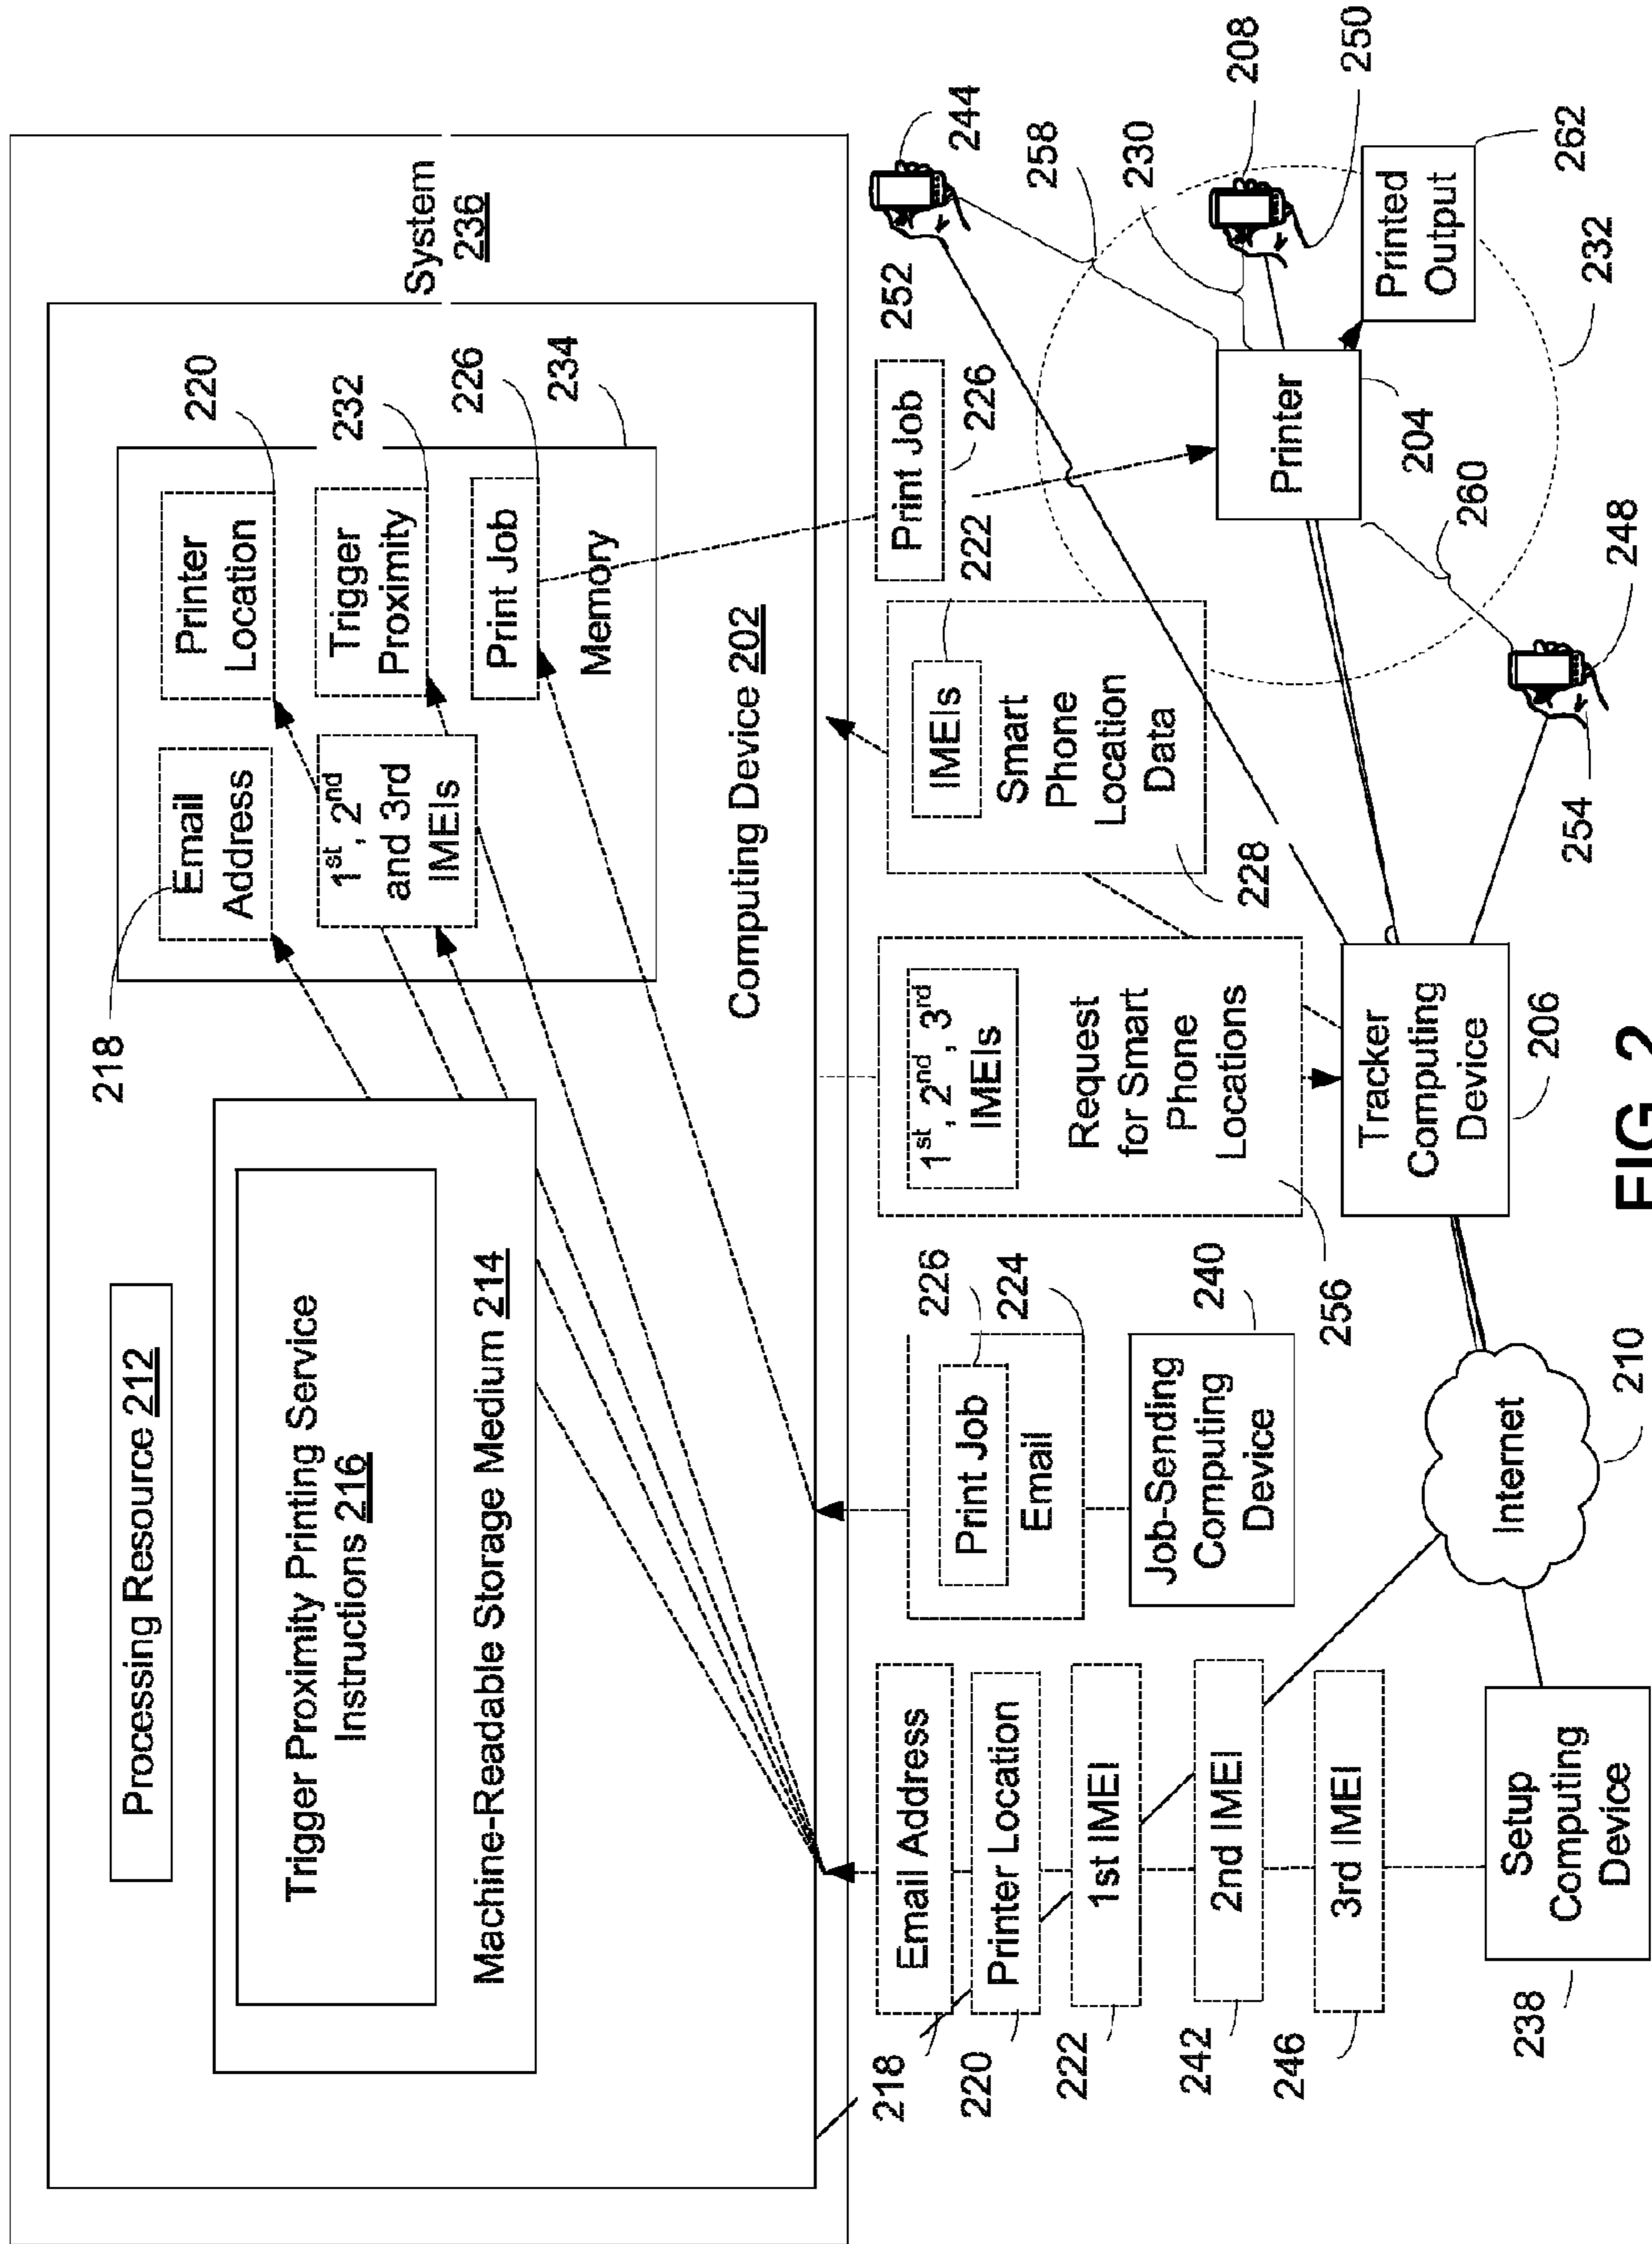 System
236
Processing Resource 212
Trigger Proximity Printing Service
Instructions 216
Machine-Readable Storage Medium 214
218
Email
Address
Printer
Location
220
1st, 2nd
and 3rd
IMEIs
Trigger
Proximity
232
Print Job
226
Memory
234
Computing Device 202
218
Email Address
220
Printer Location
222
1st IMEI
242
2nd IMEI
246
3rd IMEI
238
Setup
Computing
Device
226
224
Print Job
Email
240
Job-Sending
Computing
Device
1st, 2nd, 3rd
IMEIs
Request
for Smart
Phone
Locations
256
222
IMEIs
Smart
Phone
Location
Data
228
Print Job
226
252
244
258
230
208
250
Printer
204
Printed
Output
262
232
260
248
254
Tracker
Computing
Device
206
Internet
210
FIG. 2